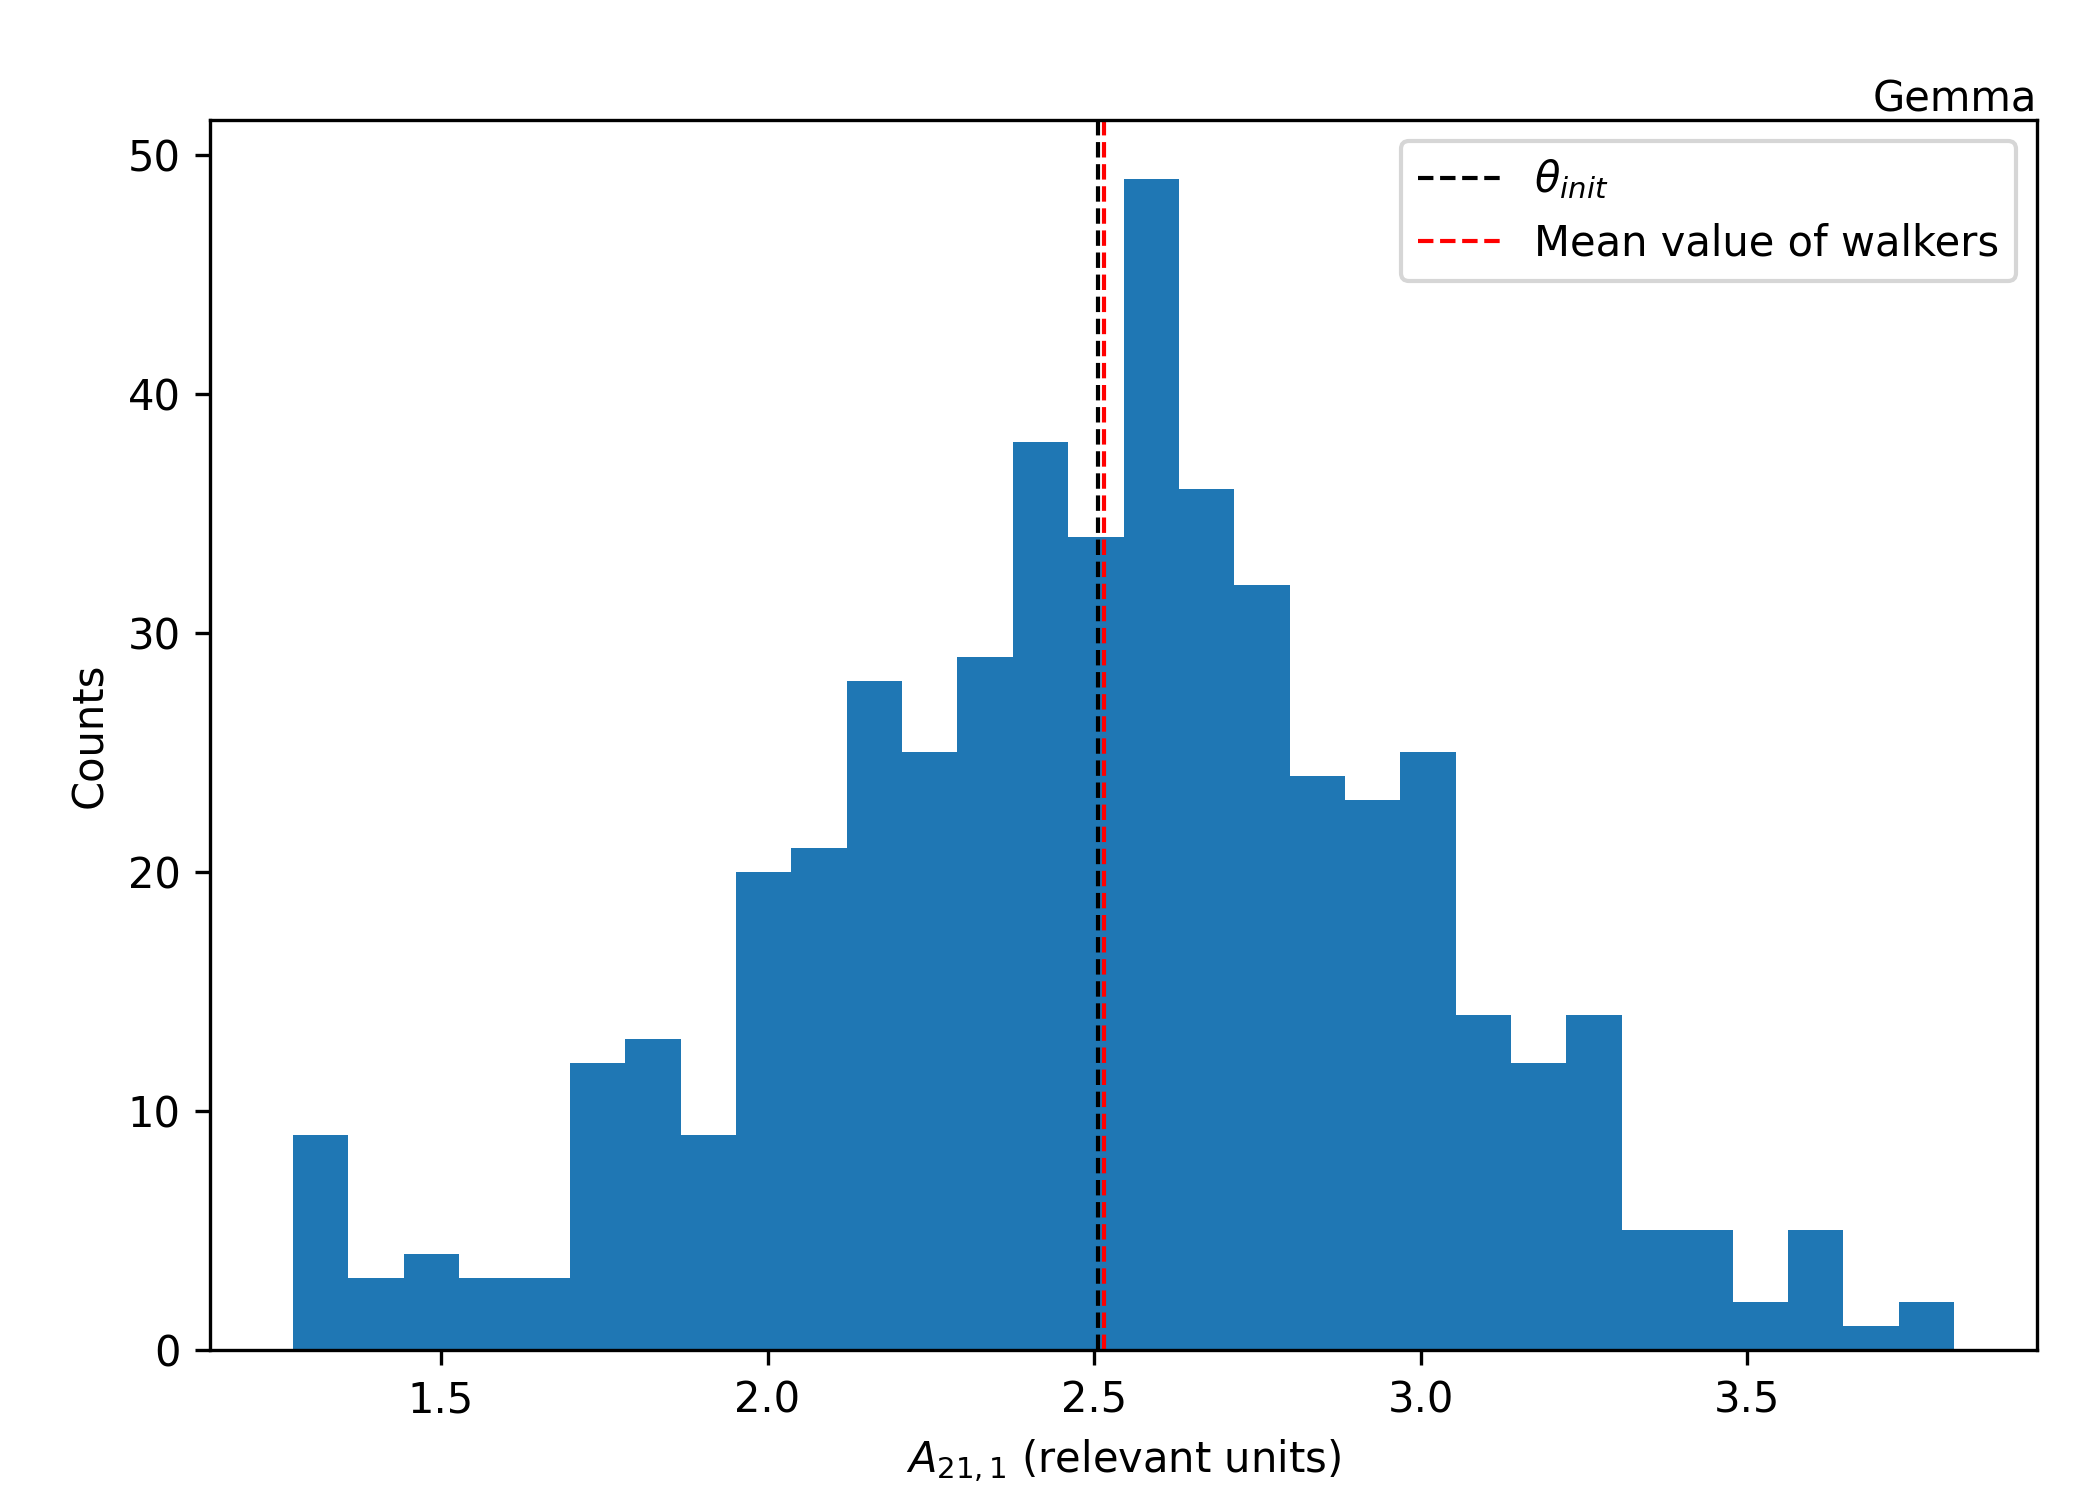 Gemma
50
40
30
20
10
0
Counts
θinit
Mean value of walkers
1.5 2.0 2.5 3.0 3.5
A21, 1 (relevant units)